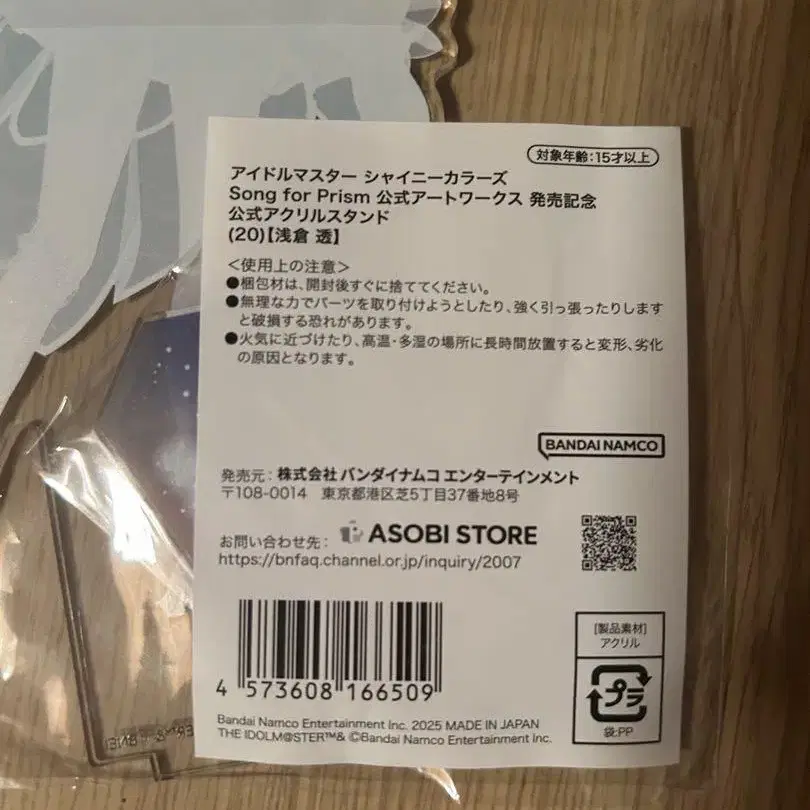 対象年齢:15才以上
アイドルマスター シャイニーカラーズ
Song for Prism 公式アートワークス 発売記念
公式アクリルスタンド
(20)【浅倉 透】
＜使用上の注意＞
●梱包材は、開封後すぐに捨ててください。
●無理な力でパーツを取り付けようとしたり、強く引っ張ったりします
と破損する恐れがあります。
●火気に近づけたり、高温・多湿の場所に長時間放置すると変形、劣化
の原因となります。
BANDAI NAMCO
発売元：株式会社 バンダイナムコ エンターテインメント
〒108-0014 東京都港区芝5丁目37番地8号
お問い合わせ先： ASOBI STORE
https://bnfaq.channel.or.jp/inquiry/2007
[製品素材]
アクリル
プラ
袋:PP
4 573608 166509
Bandai Namco Entertainment Inc. 2025 MADE IN JAPAN
THE IDOLM@STER™& ©Bandai Namco Entertainment Inc.